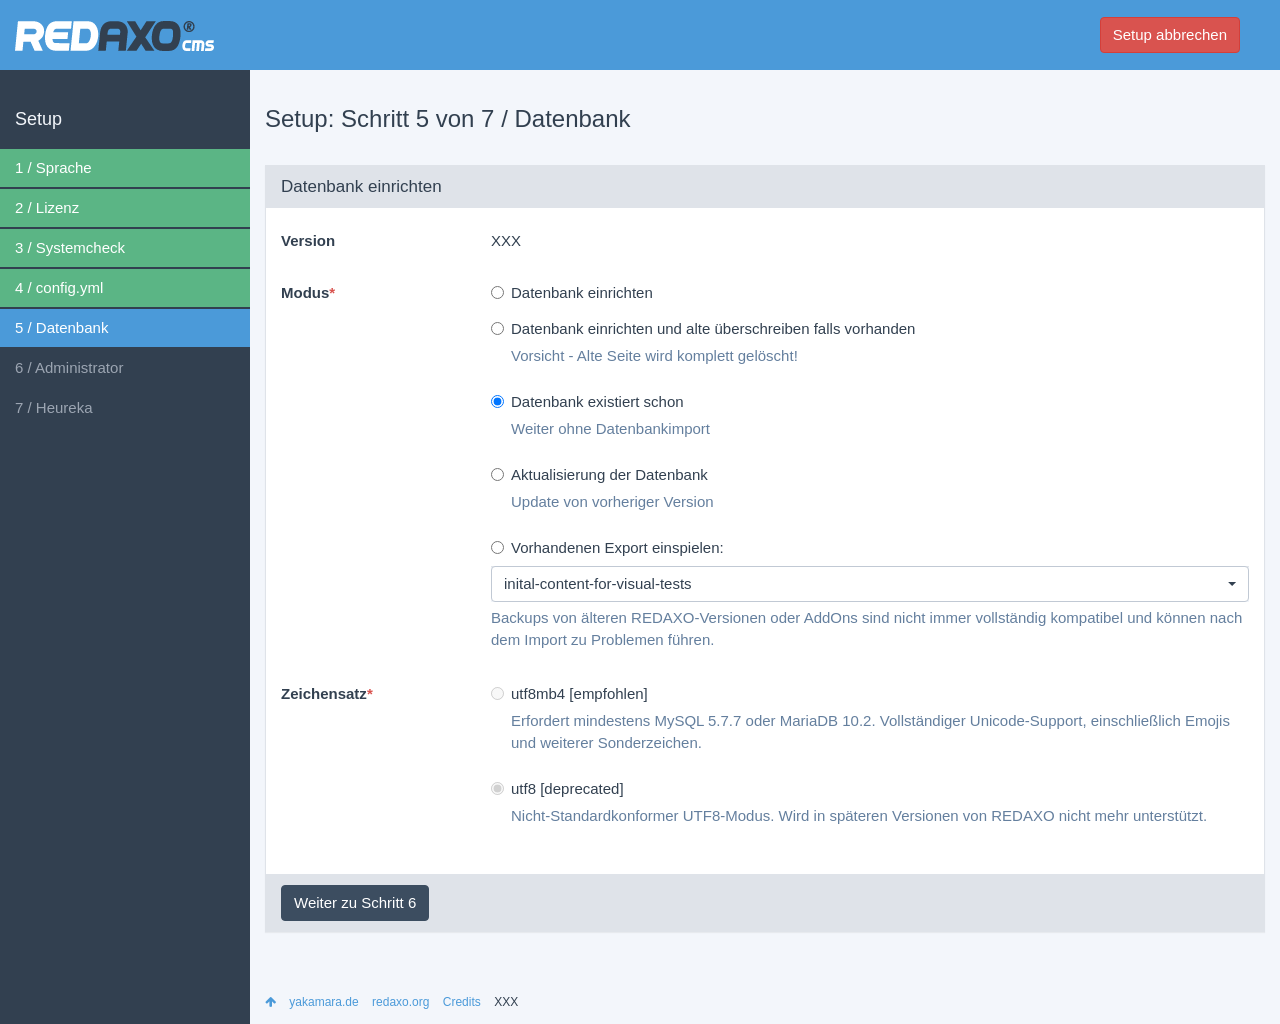 REDAXO® cms
Setup abbrechen
Setup
1 / Sprache
2 / Lizenz
3 / Systemcheck
4 / config.yml
5 / Datenbank
6 / Administrator
7 / Heureka
Setup: Schritt 5 von 7 / Datenbank
Datenbank einrichten
Version XXX
Modus* Datenbank einrichten
Datenbank einrichten und alte überschreiben falls vorhanden
Vorsicht - Alte Seite wird komplett gelöscht!
Datenbank existiert schon
Weiter ohne Datenbankimport
Aktualisierung der Datenbank
Update von vorheriger Version
Vorhandenen Export einspielen:
inital-content-for-visual-tests
Backups von älteren REDAXO-Versionen oder AddOns sind nicht immer vollständig kompatibel und können nach
dem Import zu Problemen führen.
Zeichensatz* utf8mb4 [empfohlen]
Erfordert mindestens MySQL 5.7.7 oder MariaDB 10.2. Vollständiger Unicode-Support, einschließlich Emojis
und weiterer Sonderzeichen.
utf8 [deprecated]
Nicht-Standardkonformer UTF8-Modus. Wird in späteren Versionen von REDAXO nicht mehr unterstützt.
Weiter zu Schritt 6
yakamara.de redaxo.org Credits XXX